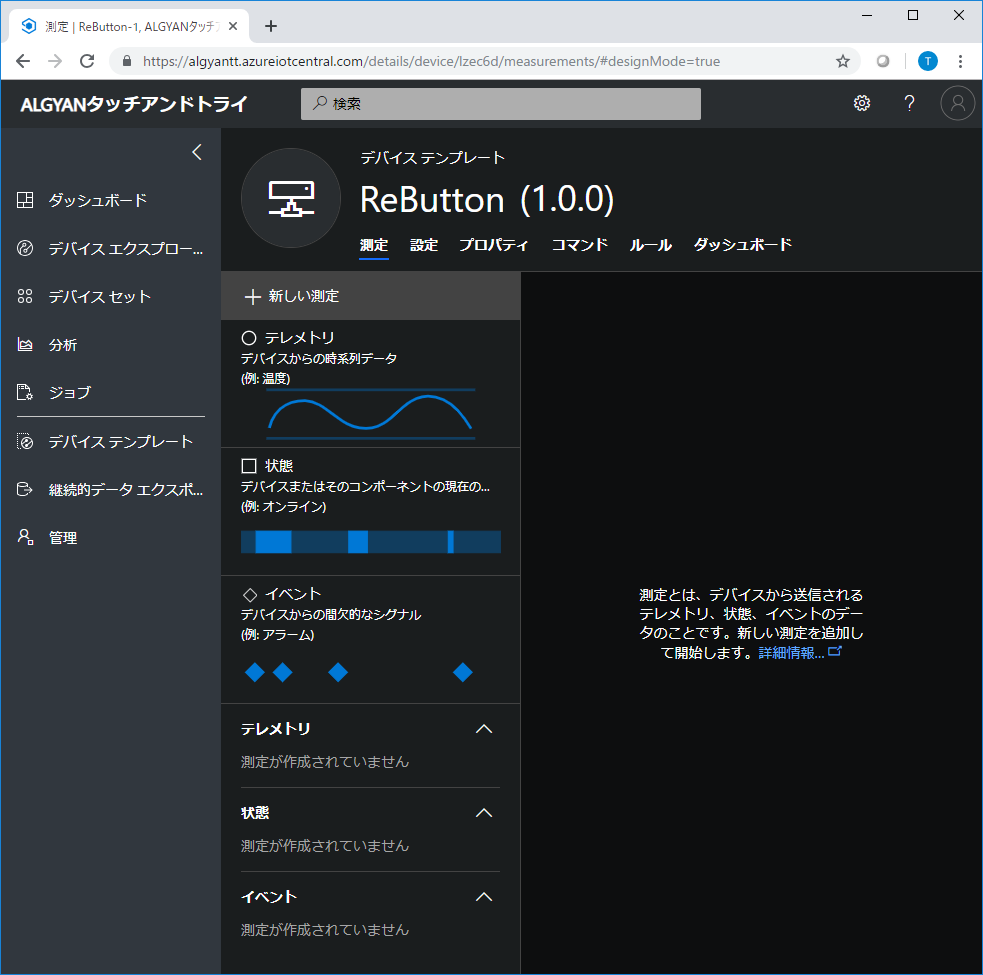 測定 | ReButton-1, ALGYANタッチ
https://algyantt.azureiotcentral.com/details/device/lzec6d/measurements/#designMode=true
T
ALGYANタッチアンドトライ
検索
?
デバイス テンプレート
ReButton (1.0.0)
測定 設定 プロパティ コマンド ルール ダッシュボード
ダッシュボード
デバイス エクスプロー...
デバイス セット
分析
ジョブ
デバイス テンプレート
継続的データ エクスポ...
管理
新しい測定
テレメトリ
デバイスからの時系列データ
(例: 温度)
状態
デバイスまたはそのコンポーネントの現在の...
(例: オンライン)
イベント
デバイスからの間欠的なシグナル
(例: アラーム)
テレメトリ
測定が作成されていません
状態
測定が作成されていません
イベント
測定が作成されていません
測定とは、デバイスから送信される
テレメトリ、状態、イベントのデー
タのことです。新しい測定を追加し
て開始します。詳細情報...